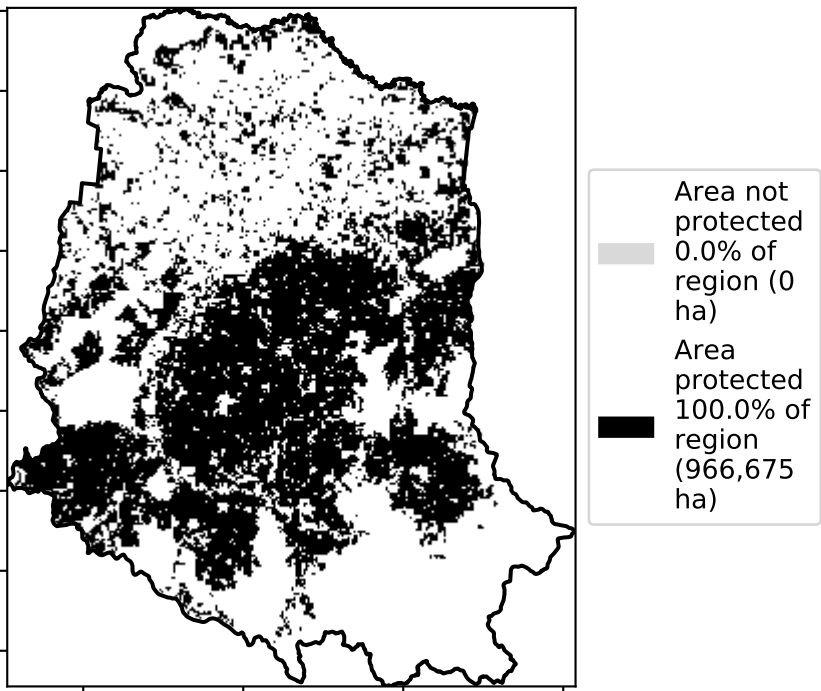 Area not
protected
0.0% of
region (0
ha)
Area
protected
100.0% of
region
(966,675
ha)